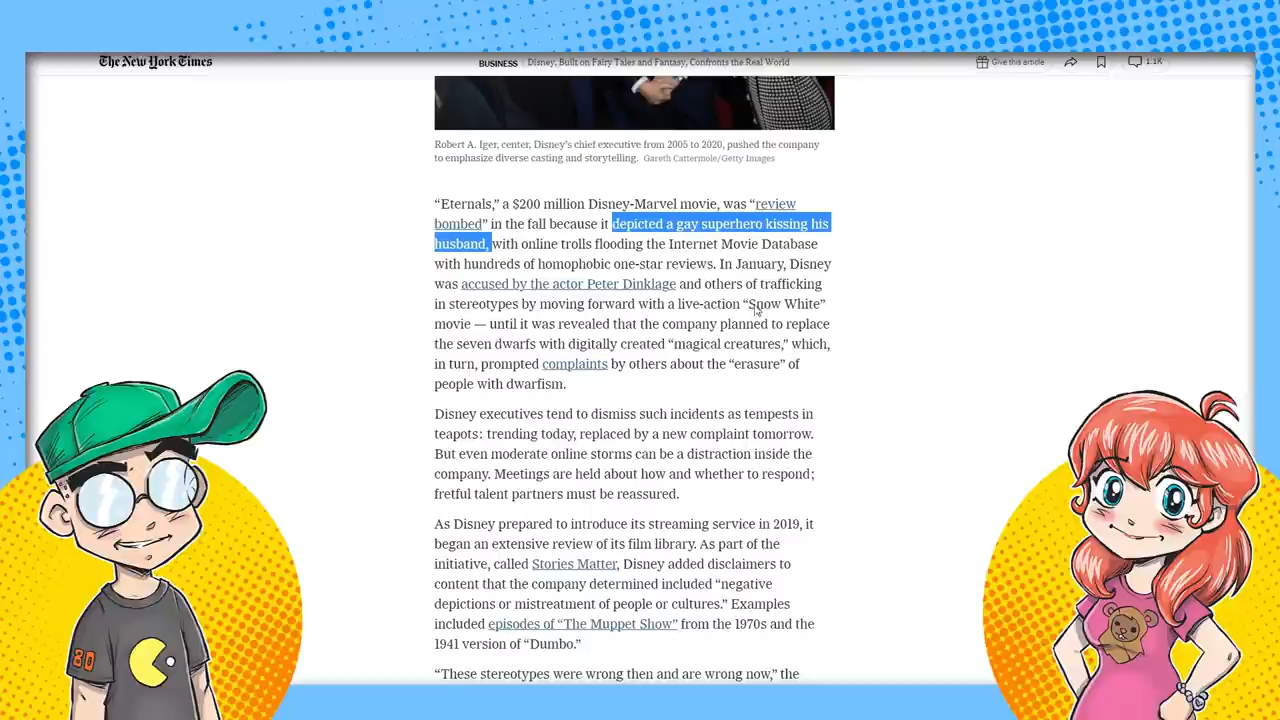 The New York Times
BUSINESS
Disney, Built on Fairy Tales and Fantasy, Confronts the Real World
Give this article
1.1K
Robert A. Iger, center, Disney's chief executive from 2005 to 2020, pushed the company
to emphasize diverse casting and storytelling. Gareth Cattermole/Getty Images
“Eternals,” a $200 million Disney-Marvel movie, was “review
bombed” in the fall because it depicted a gay superhero kissing his
husband, with online trolls flooding the Internet Movie Database
with hundreds of homophobic one-star reviews. In January, Disney
was accused by the actor Peter Dinklage and others of trafficking
in stereotypes by moving forward with a live-action “Snow White”
movie — until it was revealed that the company planned to replace
the seven dwarfs with digitally created “magical creatures,” which,
in turn, prompted complaints by others about the “erasure” of
people with dwarfism.
Disney executives tend to dismiss such incidents as tempests in
teapots: trending today, replaced by a new complaint tomorrow.
But even moderate online storms can be a distraction inside the
company. Meetings are held about how and whether to respond;
fretful talent partners must be reassured.
As Disney prepared to introduce its streaming service in 2019, it
began an extensive review of its film library. As part of the
initiative, called Stories Matter, Disney added disclaimers to
content that the company determined included “negative
depictions or mistreatment of people or cultures.” Examples
included episodes of “The Muppet Show” from the 1970s and the
1941 version of “Dumbo.”
“These stereotypes were wrong then and are wrong now,” the
80